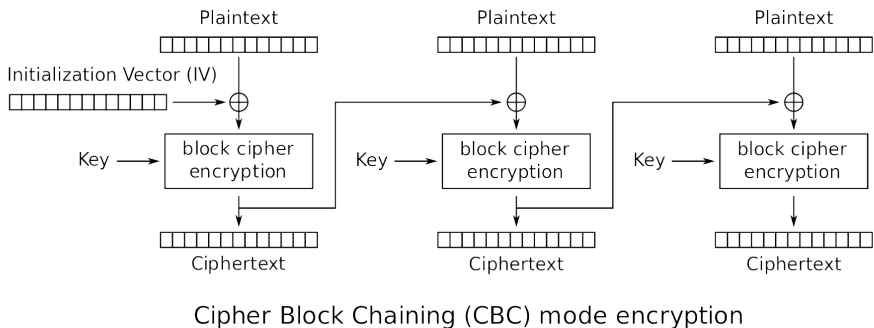 Plaintext
Plaintext
Plaintext
Initialization Vector (IV)
Key
block cipher
encryption
Key
block cipher
encryption
Key
block cipher
encryption
Ciphertext
Ciphertext
Ciphertext
Cipher Block Chaining (CBC) mode encryption